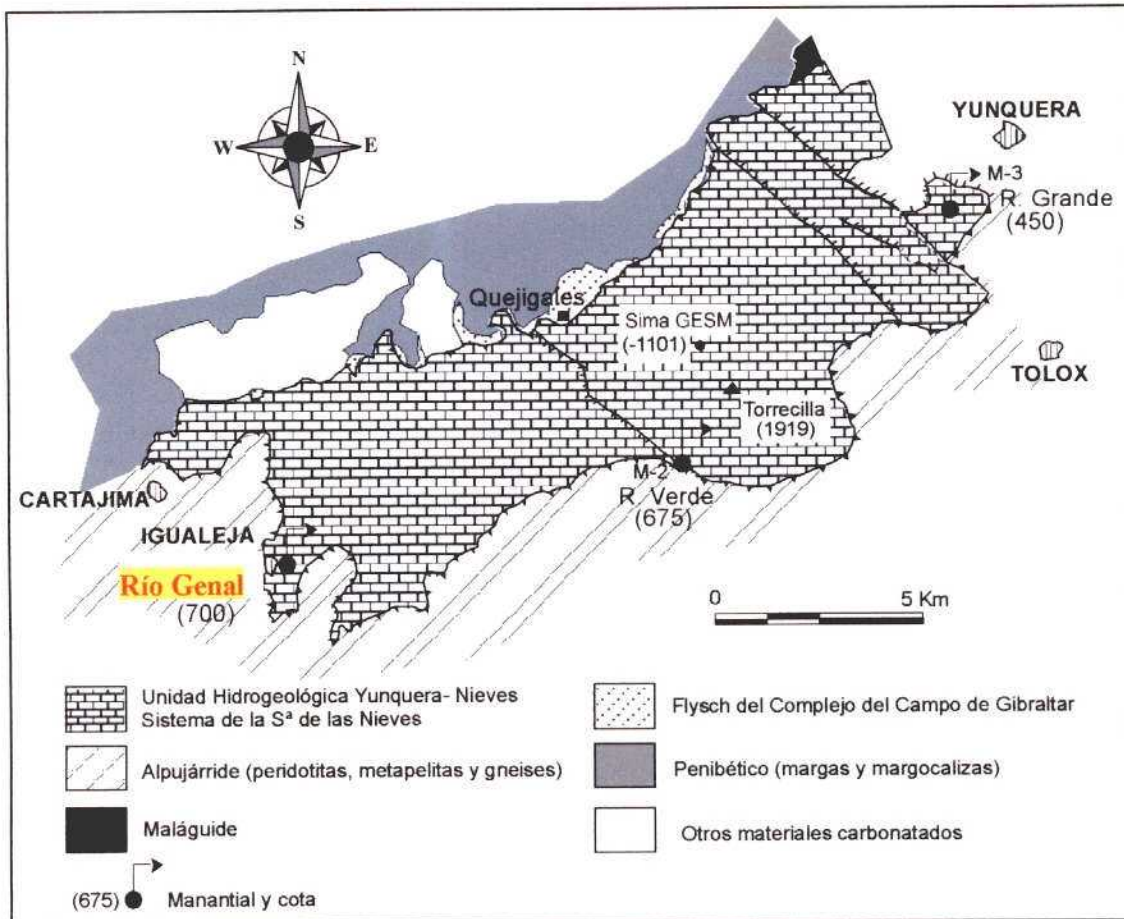 N
W
E
S
YUNQUERA
M-3
R. Grande
(450)
Quejigales
Sima GESM
(-1101)
TOLOX
Torrecilla
(1919)
M-2
R. Verde
(675)
CARTAJIMA
IGUALEJA
Río Genal
(700)
0 5 Km
Unidad Hidrogeológica Yunquera- Nieves
Sistema de la Sª de las Nieves
Flysch del Complejo del Campo de Gibraltar
Alpujárride (peridotitas, metapelitas y gneises)
Penibético (margas y margocalizas)
Maláguide
Otros materiales carbonatados
(675) Manantial y cota